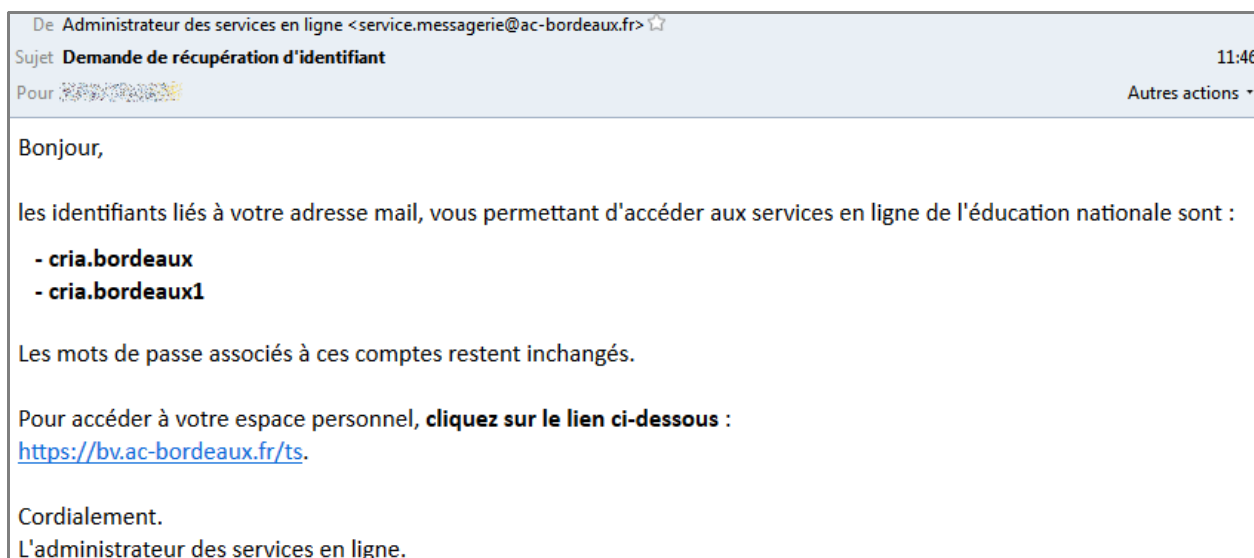 De Administrateur des services en ligne <service.messagerie@ac-bordeaux.fr>
Sujet Demande de récupération d'identifiant 11:46
Pour Autres actions
Bonjour,
les identifiants liés à votre adresse mail, vous permettant d'accéder aux services en ligne de l'éducation nationale sont :
- cria.bordeaux
- cria.bordeaux1
Les mots de passe associés à ces comptes restent inchangés.
Pour accéder à votre espace personnel, cliquez sur le lien ci-dessous :
https://bv.ac-bordeaux.fr/ts.
Cordialement.
L'administrateur des services en ligne.